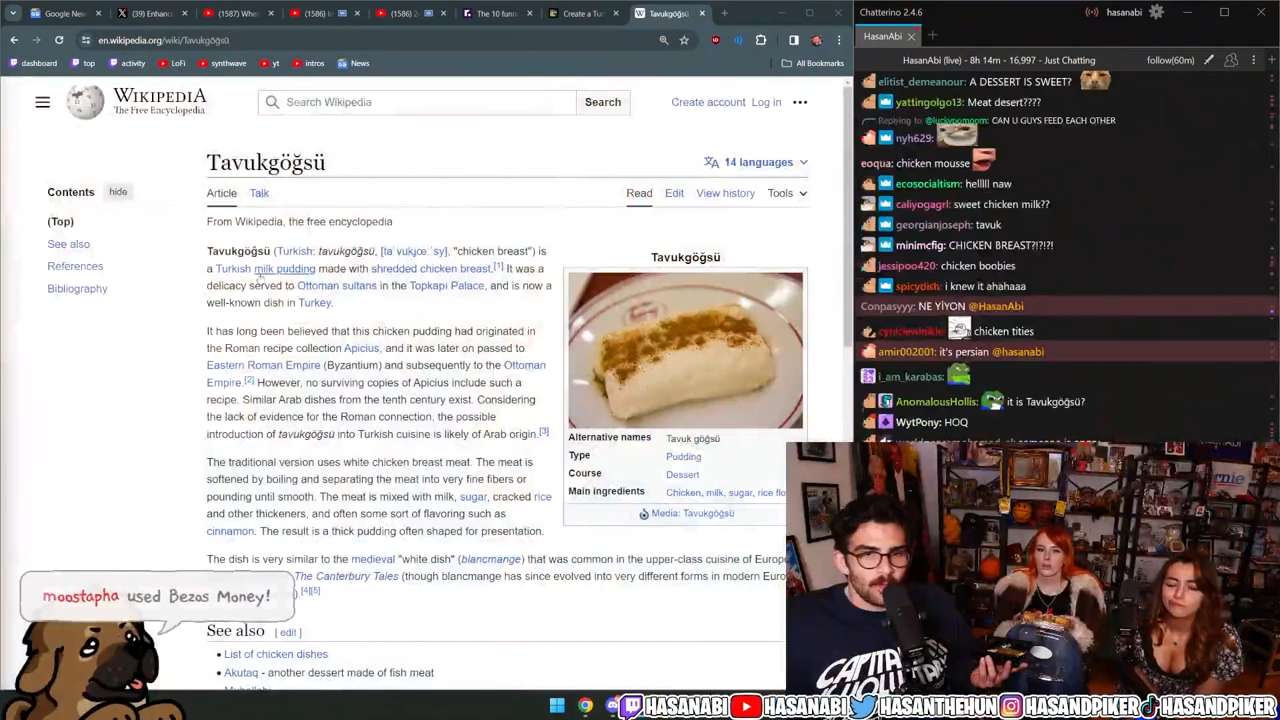 Google New
(39) Enhanc
(1587) Whe
(1586) In
(1586) 2
The 10 funn
Create a Tu
Tavukgöğsü
en.wikipedia.org/wiki/Tavukgöğsü
dashboard
top
activity
LoFi
synthwave
yt
intros
News
All Bookmarks
WIKIPEDIA
The Free Encyclopedia
Search Wikipedia
Search
Create account
Log in
Contents
hide
(Top)
See also
References
Bibliography
Tavukgöğsü
14 languages
Article
Talk
Read
Edit
View history
Tools
From Wikipedia, the free encyclopedia
Tavukgöğsü (Turkish: tavukgöğsü, [taˈvukɟœːˈsy], "chicken breast") is
a Turkish milk pudding made with shredded chicken breast.[1] It was a
delicacy served to Ottoman sultans in the Topkapı Palace, and is now a
well-known dish in Turkey.
It has long been believed that this chicken pudding had originated in
the Roman recipe collection Apicius, and it was later on passed to
Eastern Roman Empire (Byzantium) and subsequently to the Ottoman
Empire.[2] However, no surviving copies of Apicius include such a
recipe. Similar Arab dishes from the tenth century exist. Considering
the lack of evidence for the Roman connection, the possible
introduction of tavukgöğsü into Turkish cuisine is likely of Arab origin.[3]
The traditional version uses white chicken breast meat. The meat is
softened by boiling and separating the meat into very fine fibers or
pounding until smooth. The meat is mixed with milk, sugar, cracked rice
and other thickeners, and often some sort of flavoring such as
cinnamon. The result is a thick pudding often shaped for presentation.
The dish is very similar to the medieval "white dish" (blancmange) that was common in the upper-class cuisine of Europ
The Canterbury Tales (though blancmange has since evolved into very different forms in modern Euro
[4][5]
See also [ edit ]
• List of chicken dishes
• Akutaq - another dessert made of fish meat
Tavukgöğsü
Alternative names Tavuk göğsü
Type Pudding
Course Dessert
Main ingredients Chicken, milk, sugar, rice flo
Media: Tavukgöğsü
moostapha used Bezos Money!
Chatterino 2.4.6
hasanabi
HasanAbi
HasanAbi (live) - 8h 14m - 16,997 - Just Chatting
follow(60m)
elitist_demeanour: A DESSERT IS SWEET?
yattingolgo13: Meat desert????
Replying to @luckypompom: CAN U GUYS FEED EACH OTHER
nyh629:
eoqua: chicken mousse
ecosocialtism: hellllI naw
caliyogagrl: sweet chicken milk??
georgianjoseph: tavuk
minimcfig: CHICKEN BREAST?!?!
jessipoo420: chicken boobies
spicydish: i knew it ahahaaa
Conpasyyy: NE YİYON @HasanAbi
chicken tities
amir002001: it's persian @hasanabi
i_am_karabas:
AnomalousHollis: it is Tavukgöğsü?
WytPony: HOQ
CAPITA
HASANABI
HASANABI
HASANTHEHUN
HASANDPIKER
HASANDPIKER